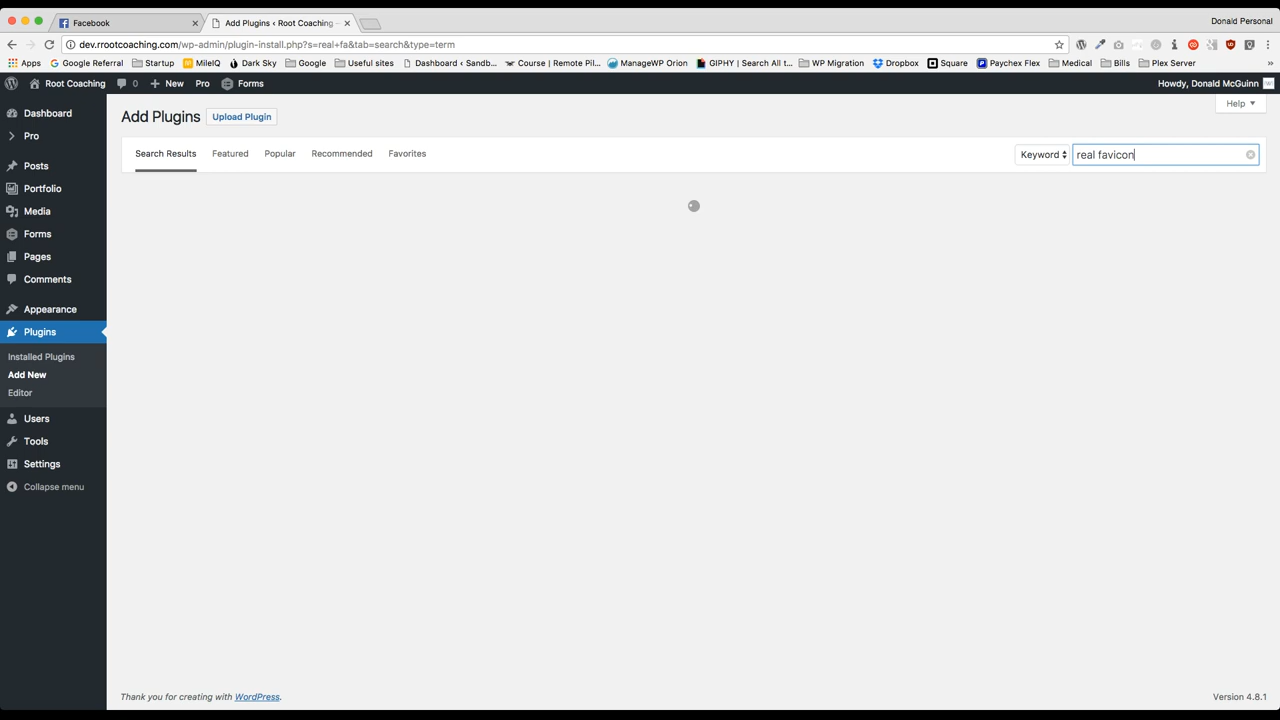 Donald Personal
Facebook
Add Plugins ‹ Root Coaching –
dev.rrootcoaching.com/wp-admin/plugin-install.php?s=real+fa&tab=search&type=term
Apps Google Referral Startup MileIQ Dark Sky Google Useful sites Dashboard ‹ Sandb... Course | Remote Pil... ManageWP Orion GIPHY | Search All t... WP Migration Dropbox Square Paychex Flex Medical Bills Plex Server »
Root Coaching 0 New Pro Forms Howdy, Donald McGuinn
Help
Add Plugins Upload Plugin
Search Results Featured Popular Recommended Favorites Keyword real favicon
Dashboard
Pro
Posts
Portfolio
Media
Forms
Pages
Comments
Appearance
Plugins
Installed Plugins
Add New
Editor
Users
Tools
Settings
Collapse menu
Thank you for creating with WordPress. Version 4.8.1